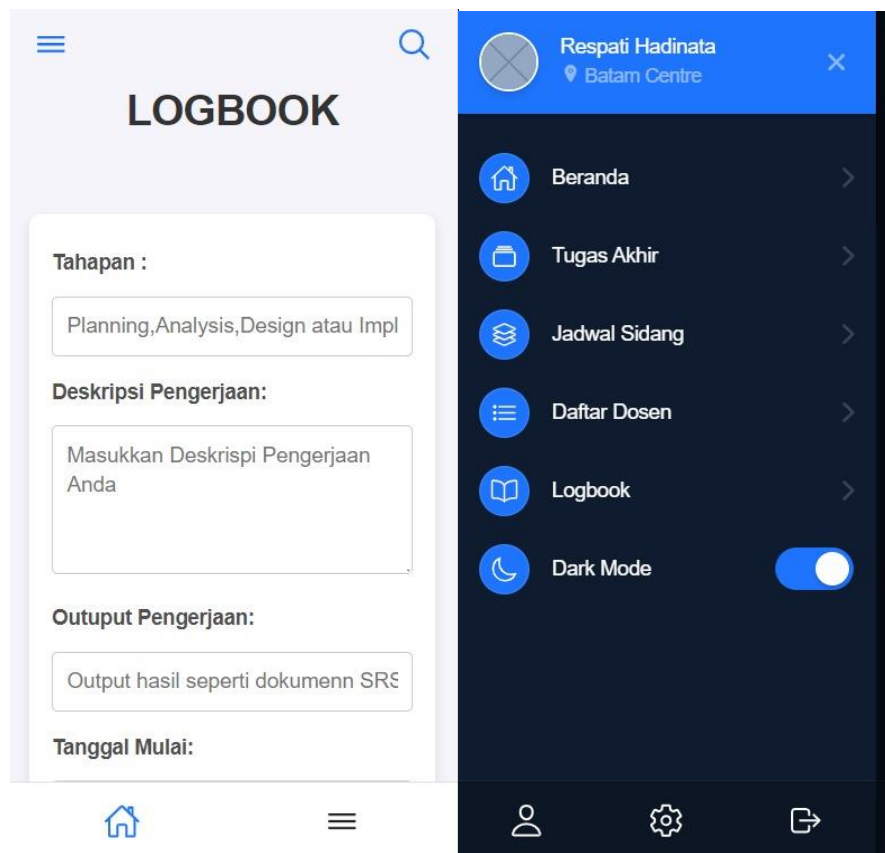 LOGBOOK
Tahapan :
Planning,Analysis,Design atau Impl
Deskripsi Pengerjaan:
Masukkan Deskrispi Pengerjaan
Anda
Outuput Pengerjaan:
Output hasil seperti dokumenn SRS
Tanggal Mulai:
Respati Hadinata
Batam Centre
Beranda
Tugas Akhir
Jadwal Sidang
Daftar Dosen
Logbook
Dark Mode